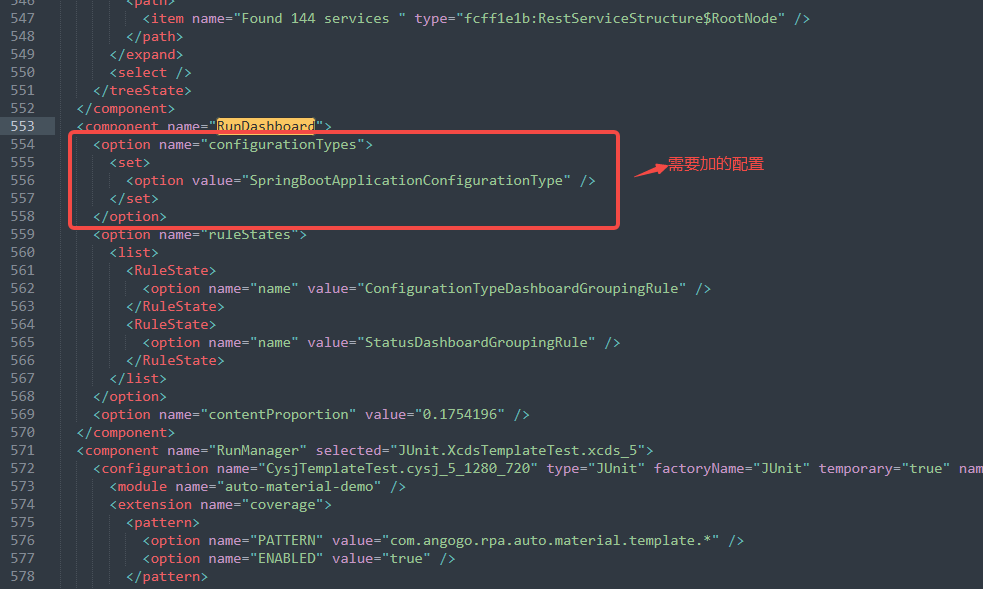 546 <path>
547 <item name="Found 144 services " type="fcff1e1b:RestServiceStructure$RootNode" />
548 </path>
549 </expand>
550 <select />
551 </treeState>
552 </component>
553 <component name="RunDashboard">
554 <option name="configurationTypes">
555 <set>
需要加的配置
556 <option value="SpringBootApplicationConfigurationType" />
557 </set>
558 </option>
559 <option name="ruleStates">
560 <list>
561 <RuleState>
562 <option name="name" value="ConfigurationTypeDashboardGroupingRule" />
563 </RuleState>
564 <RuleState>
565 <option name="name" value="StatusDashboardGroupingRule" />
566 </RuleState>
567 </list>
568 </option>
569 <option name="contentProportion" value="0.1754196" />
570 </component>
571 <component name="RunManager" selected="JUnit.XcdsTemplateTest.xcds_5">
572 <configuration name="CysjTemplateTest.cysj_5_1280_720" type="JUnit" factoryName="JUnit" temporary="true" nam
573 <module name="auto-material-demo" />
574 <extension name="coverage">
575 <pattern>
576 <option name="PATTERN" value="com.angogo.rpa.auto.material.template.*" />
577 <option name="ENABLED" value="true" />
578 </pattern>